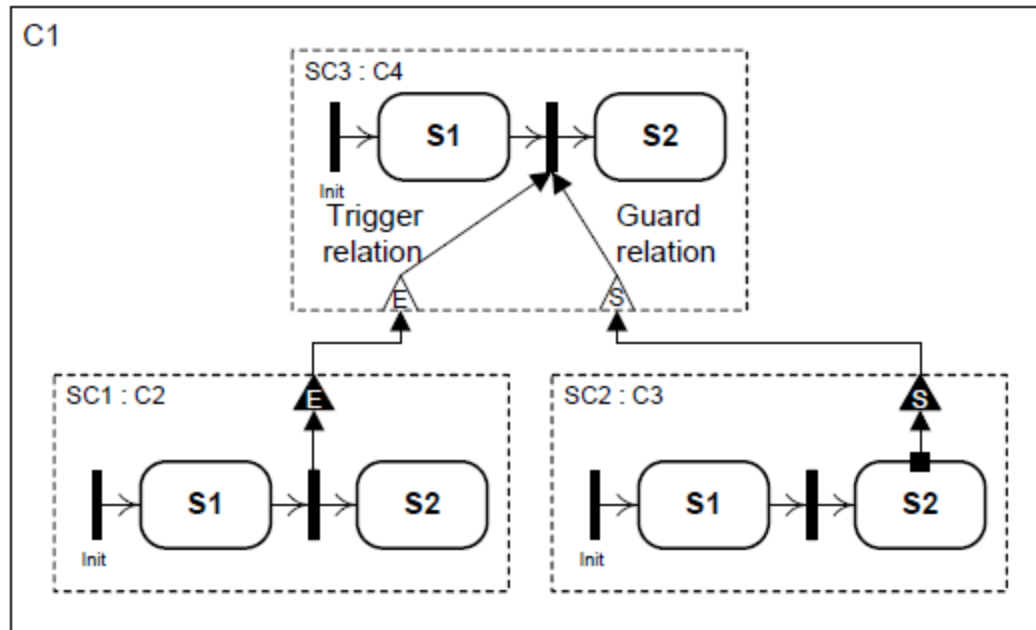 C1
SC3 : C4
S1
S2
Init
Trigger
relation
Guard
relation
E
S
SC1 : C2
E
S1
S2
Init
SC2 : C3
S
S1
S2
Init